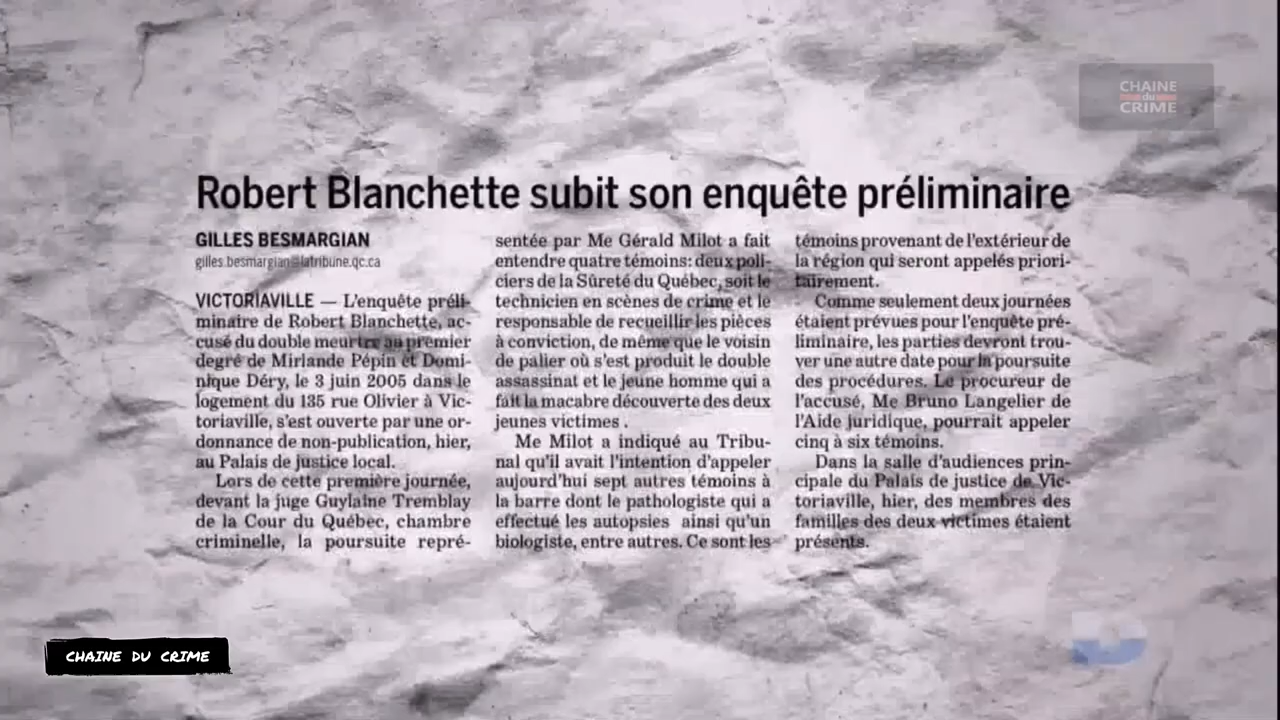 CHAINE
du
CRIME
Robert Blanchette subit son enquête préliminaire
GILLES BESMARGIAN
gilles.besmargian@latribune.qc.ca
VICTORIAVILLE — L'enquête préli-
minaire de Robert Blanchette, ac-
cusé du double meurtre au premier
degré de Mirlande Pépin et Domi-
nique Déry, le 3 juin 2005 dans le
logement du 135 rue Olivier à Vic-
toriaville, s'est ouverte par une or-
donnance de non-publication, hier,
au Palais de justice local.
Lors de cette première journée,
devant la juge Guylaine Tremblay
de la Cour du Québec, chambre
criminelle, la poursuite repré-
sentée par Me Gérald Milot a fait
entendre quatre témoins: deux poli-
ciers de la Sûreté du Québec, soit le
technicien en scènes de crime et le
responsable de recueillir les pièces
à conviction, de même que le voisin
de palier où s'est produit le double
assassinat et le jeune homme qui a
fait la macabre découverte des deux
jeunes victimes .
Me Milot a indiqué au Tribu-
nal qu'il avait l'intention d'appeler
aujourd'hui sept autres témoins à
la barre dont le pathologiste qui a
effectué les autopsies ainsi qu'un
biologiste, entre autres. Ce sont les
témoins provenant de l'extérieur de
la région qui seront appelés priori-
tairement.
Comme seulement deux journées
étaient prévues pour l'enquête pré-
liminaire, les parties devront trou-
ver une autre date pour la poursuite
des procédures. Le procureur de
l'accusé, Me Bruno Langelier de
l'Aide juridique, pourrait appeler
cinq à six témoins.
Dans la salle d'audiences prin-
cipale du Palais de justice de Vic-
toriaville, hier, des membres des
familles des deux victimes étaient
présents.
CHAINE DU CRIME